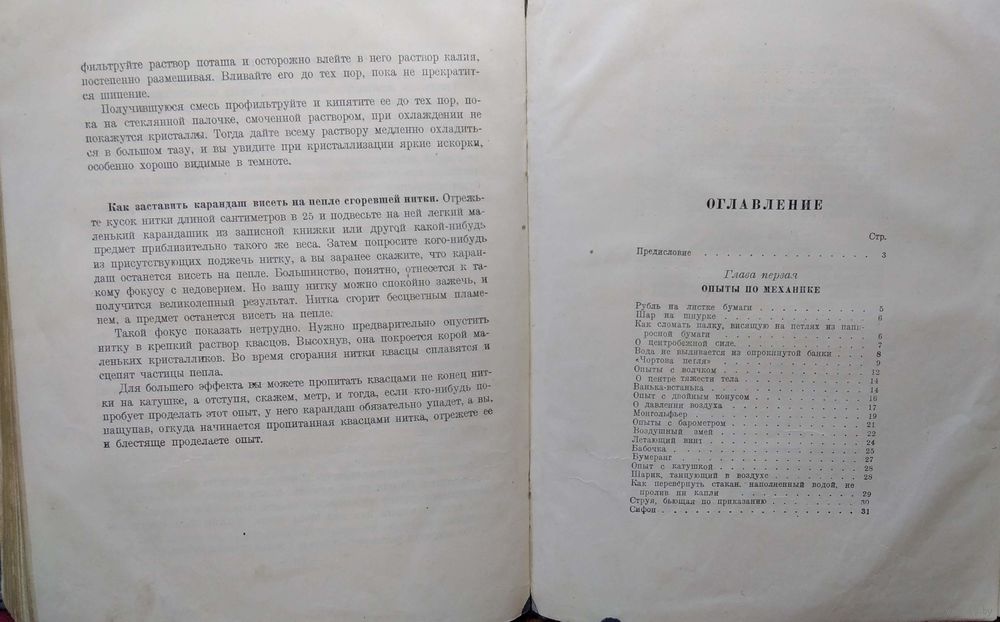 фильтруйте раствор поташа и осторожно влейте в него раствор калия,
постепенно размешивая. Вливайте его до тех пор, пока не прекратит-
ся шипение.
Получившуюся смесь профильтруйте и кипятите ее до тех пор, по-
ка на стеклянной палочке, смоченной раствором, при охлаждении не
покажутся кристаллы. Тогда дайте всему раствору медленно охладить-
ся в большом тазу, и вы увидите при кристаллизации яркие искорки,
особенно хорошо видимые в темноте.
Как заставить карандаш висеть на пепле сгоревшей нитки. Отрежь-
те кусок нитки длиной сантиметров в 25 и подвесьте на ней легкий ма-
ленький карандашик из записной книжки или другой какой-нибудь
предмет приблизительно такого же веса. Затем попросите кого-нибудь
из присутствующих поджечь нитку, а вы заранее скажите, что каран-
даш останется висеть на пепле. Большинство, понятно, отнесется к та-
кому фокусу с недоверием. Но вашу нитку можно спокойно зажечь, и
получится великолепный результат. Нитка сгорит бесцветным пламе-
нем, а предмет останется висеть на пепле.
Такой фокус показать нетрудно. Нужно предварительно опустить
нитку в крепкий раствор квасцов. Высохнув, она покроется корой ма-
леньких кристалликов. Во время сгорания нитки квасцы сплавятся и
сцепят частицы пепла.
Для большего эффекта вы можете пропитать квасцами не конец нит-
ки на катушке, а отступя, скажем, метр, и тогда, если кто-нибудь по-
пробует проделать этот опыт, у него карандаш обязательно упадет, а вы,
нащупав, откуда начинается пропитанная квасцами нитка, отрежете ее
и блестяще проделаете опыт.
ОГЛАВЛЕНИЕ
Стр.
Предисловие . . . . . . . . . . . . . . . 3
Глава первая
ОПЫТЫ ПО МЕХАНИКЕ
Рубль на листке бумаги . . . . . . . . . . . 5
Шар на шнурке . . . . . . . . . . . . . . 6
Как сломать палку, висящую на петлях из папи-
росной бумаги . . . . . . . . . . . . . 6
О центробежной силе. . . . . . . . . . . . 7
Вода не выливается из опрокинутой банки . . . . 8
«Чортова петля» . . . . . . . . . . . . . 9
Опыты с волчком . . . . . . . . . . . . . 12
О центре тяжести тела . . . . . . . . . . . 14
Ванька-встанька . . . . . . . . . . . . . 14
Опыт с двойным конусом . . . . . . . . . . 16
О давлении воздуха . . . . . . . . . . . . 17
Монгольфьер . . . . . . . . . . . . . . 19
Опыты с барометром . . . . . . . . . . . . 21
Воздушный змей . . . . . . . . . . . . . 22
Летающий винт . . . . . . . . . . . . . . 24
Бабочка . . . . . . . . . . . . . . . . 25
Бумеранг . . . . . . . . . . . . . . . . 27
Опыт с катушкой . . . . . . . . . . . . . 28
Шарик, танцующий в воздухе . . . . . . . . . 28
Как перевернуть стакан, наполненный водой, не
пролив ни капли . . . . . . . . . . . . 29
Струя, бьющая по приказанию . . . . . . . . . 30
Сифон . . . . . . . . . . . . . . . . . 31